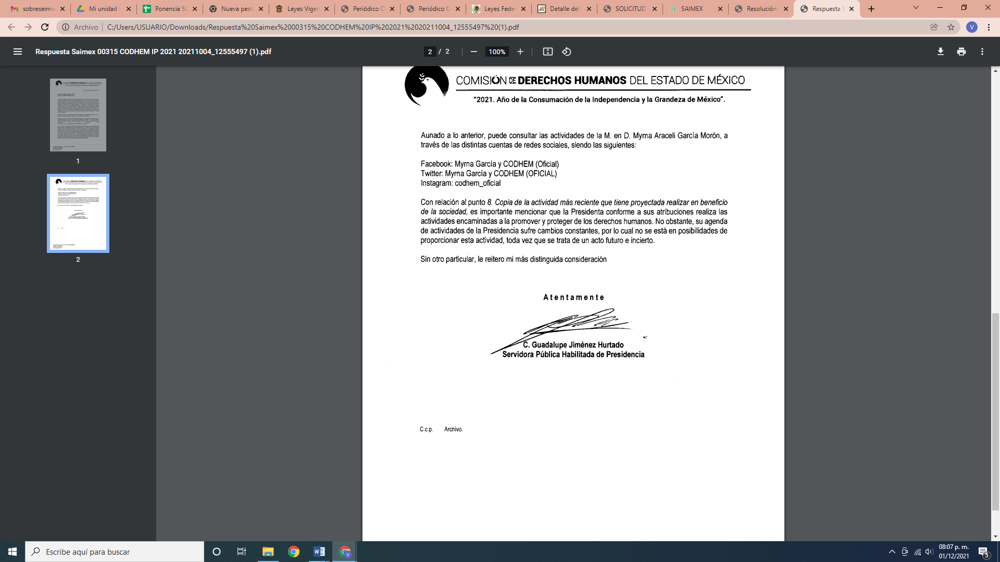 sobreseimie
Mi unidad -
Ponencia SC
Nueva pest
Leyes Viger
Periódico O
Periódico O
Leyes Feder
Detalle del
SOLICITUD
SAIMEX
Resolución
Respuesta S
Archivo
C:/Users/USUARIO/Downloads/Respuesta%20Saimex%2000315%20CODHEM%20IP%202021%2020211004_12555497%20(1).pdf
V
Respuesta Saimex 00315 CODHEM IP 2021 20211004_12555497 (1).pdf
2 / 2
100%
1
2
COMISIÓN DE DERECHOS HUMANOS DEL ESTADO DE MÉXICO
“2021. Año de la Consumación de la Independencia y la Grandeza de México”.
Aunado a lo anterior, puede consultar las actividades de la M. en D. Myrna Araceli García Morón, a
través de las distintas cuentas de redes sociales, siendo las siguientes:
Facebook: Myrna García y CODHEM (Oficial)
Twitter: Myrna García y CODHEM (OFICIAL)
Instagram: codhem_oficial
Con relación al punto 8. Copia de la actividad más reciente que tiene proyectada realizar en beneficio
de la sociedad, es importante mencionar que la Presidenta conforme a sus atribuciones realiza las
actividades encaminadas a la promover y proteger de los derechos humanos. No obstante, su agenda
de actividades de la Presidencia sufre cambios constantes, por lo cual no se está en posibilidades de
proporcionar esta actividad, toda vez que se trata de un acto futuro e incierto.
Sin otro particular, le reitero mi más distinguida consideración
Atentamente
C. Guadalupe Jiménez Hurtado
Servidora Pública Habilitada de Presidencia
C.c.p. Archivo.
Escribe aquí para buscar
08:07 p. m.
01/12/2021
5